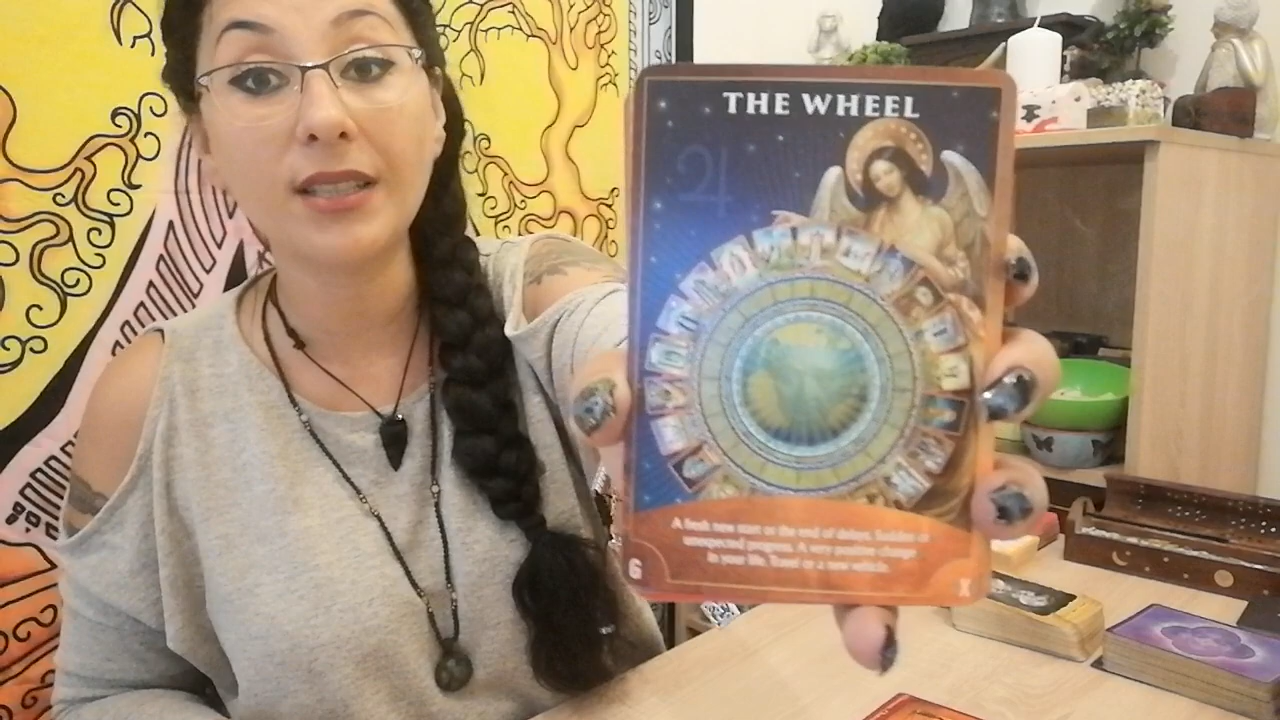 THE WHEEL
A fresh new start or the end of delays. Sudden or
unexpected progress. A very positive change
in your life. Travel or a new vehicle.
G X